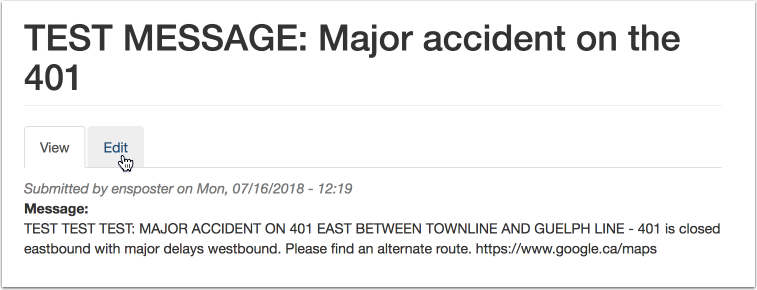 TEST MESSAGE: Major accident on the
401
View
Edit
Submitted by ensposter on Mon, 07/16/2018 - 12:19
Message:
TEST TEST TEST: MAJOR ACCIDENT ON 401 EAST BETWEEN TOWNLINE AND GUELPH LINE - 401 is closed
eastbound with major delays westbound. Please find an alternate route. https://www.google.ca/maps